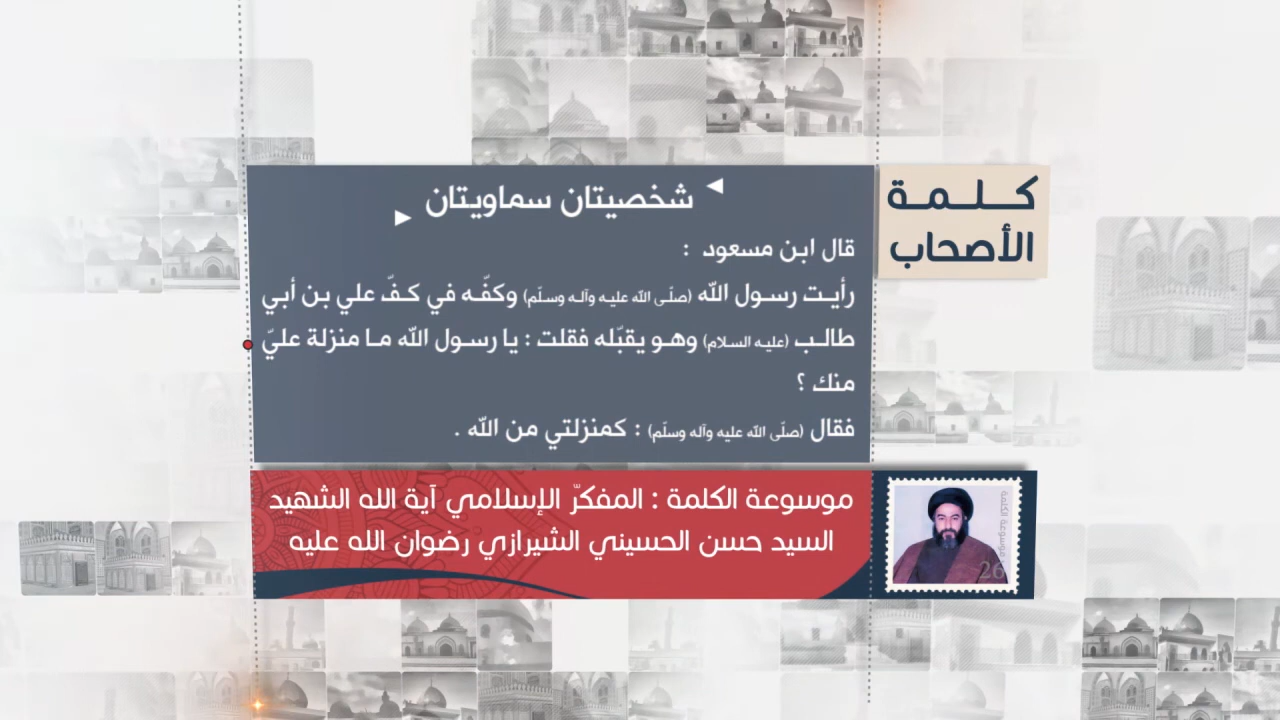 كلمة
الأصحاب
شخصيتان سماويتان
قال ابن مسعود :
رأيت رسول الله (صلّى الله عليه وآله وسلّم) وكفّه في كفّ علي بن أبي
طالب (عليه السلام) وهو يقبّله فقلت : يا رسول الله ما منزلة عليّ
منك ؟
فقال (صلّى الله عليه وآله وسلّم) : كمنزلتي من الله .
موسوعة الكلمة : المفكرّ الإسلامي آية الله الشهيد
السيد حسن الحسيني الشيرازي رضوان الله عليه
موسوعة الكلمة
26